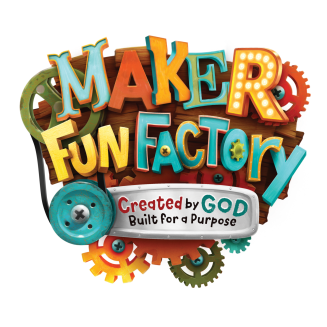 MAKER
FUN FACTORY
Created by GOD
Built for a Purpose